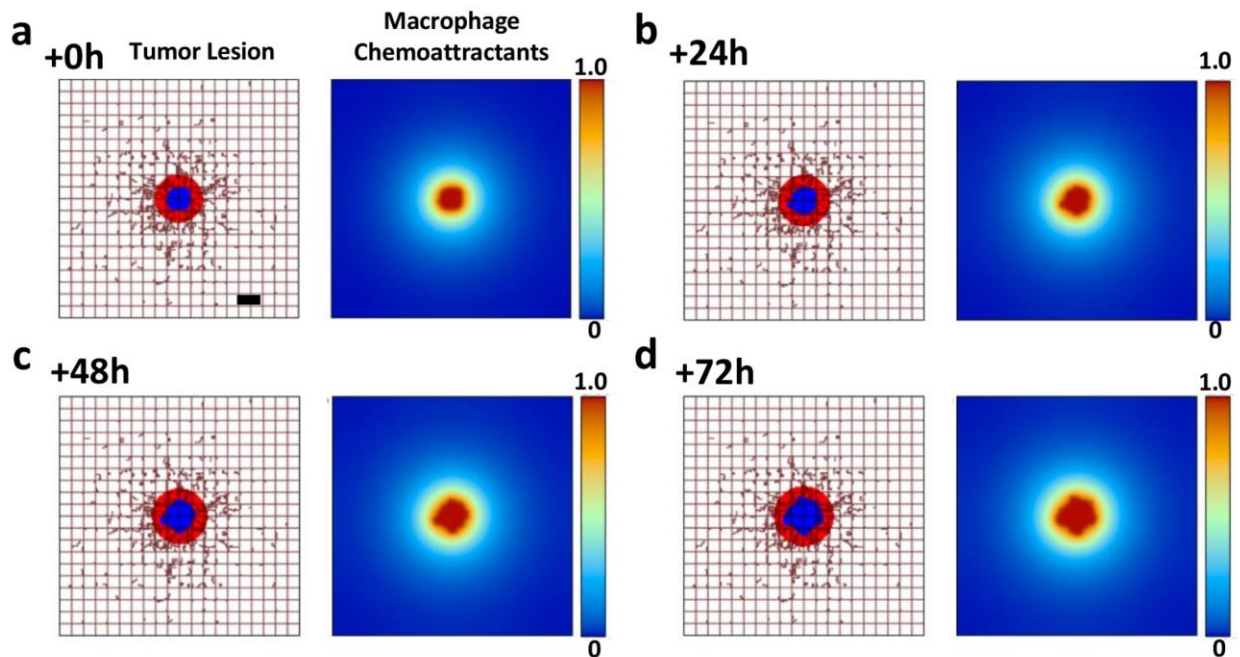 a
+0h
Tumor Lesion
Macrophage
Chemoattractants
1.0
0
b
+24h
1.0
0
c
+48h
1.0
0
d
+72h
1.0
0